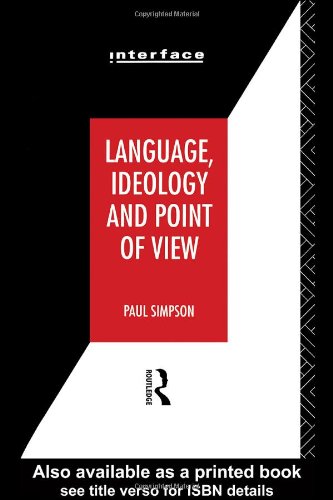 interface
LANGUAGE,
IDEOLOGY
AND POINT
OF VIEW
PAUL SIMPSON
ROUTLEDGE
Also available as a printed book
see title verso for ISBN details